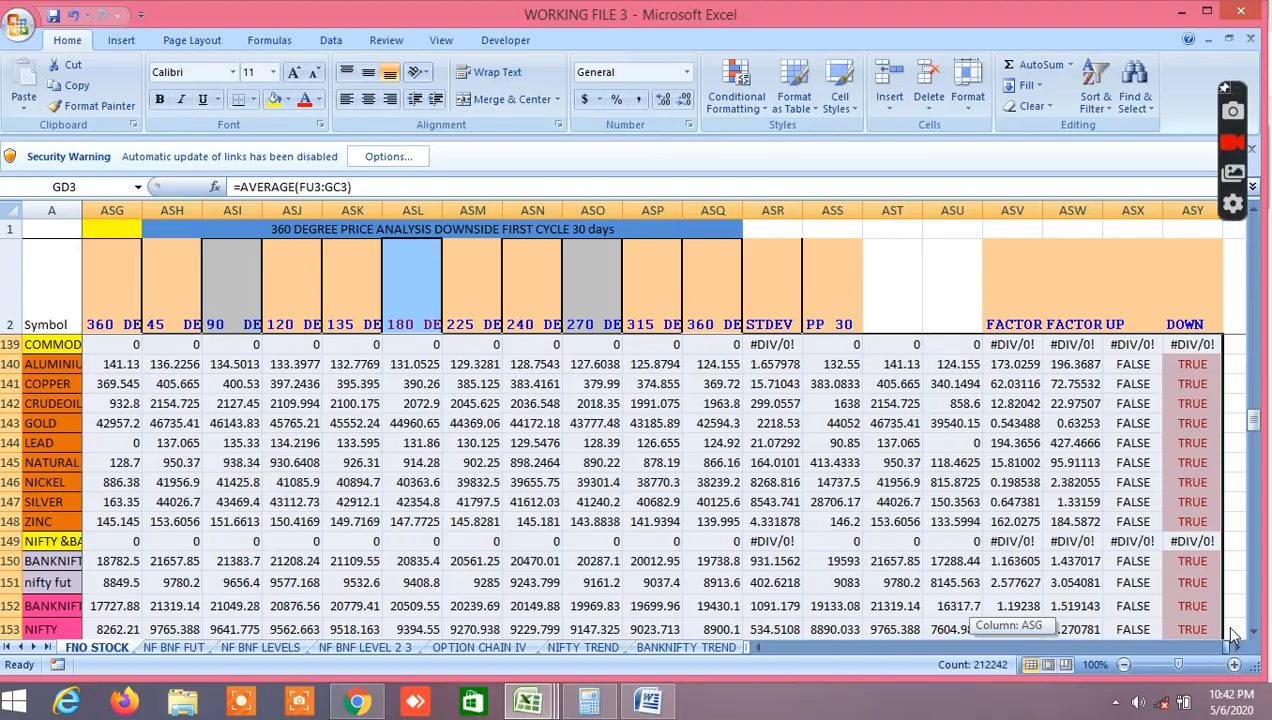 WORKING FILE 3 - Microsoft Excel
Home Insert Page Layout Formulas Data Review View Developer
Paste Cut Copy Format Painter Calibri 11 Wrap Text Merge & Center General Conditional Formatting Format as Table Cell Styles Insert Delete Format AutoSum Fill Clear Sort & Filter Find & Select
Clipboard Font Alignment Number Styles Cells Editing
Security Warning Automatic update of links has been disabled Options...
GD3 fx =AVERAGE(FU3:GC3)
A ASG ASH ASI ASJ ASK ASL ASM ASN ASO ASP ASQ ASR ASS AST ASU ASV ASW ASX ASY
1 360 DEGREE PRICE ANALYSIS DOWNSIDE FIRST CYCLE 30 days
2 Symbol 360 DE 45 DE 90 DE 120 DE 135 DE 180 DE 225 DE 240 DE 270 DE 315 DE 360 DE STDEV PP 30 FACTOR FACTOR UP DOWN
139 COMMOD 0 0 0 0 0 0 0 0 0 0 0 #DIV/0! 0 0 0 #DIV/0! #DIV/0! #DIV/0! #DIV/0!
140 ALUMINIU 141.13 136.2256 134.5013 133.3977 132.7769 131.0525 129.3281 128.7543 127.6038 125.8794 124.155 1.657978 132.55 141.13 124.155 173.0259 196.3687 FALSE TRUE
141 COPPER 369.545 405.665 400.53 397.2436 395.395 390.26 385.125 383.4161 379.99 374.855 369.72 15.71043 383.0833 405.665 340.1494 62.03116 72.75532 FALSE TRUE
142 CRUDEOIL 932.8 2154.725 2127.45 2109.994 2100.175 2072.9 2045.625 2036.548 2018.35 1991.075 1963.8 299.0557 1638 2154.725 858.6 12.82042 22.97507 FALSE TRUE
143 GOLD 42957.2 46735.41 46143.83 45765.21 45552.24 44960.65 44369.06 44172.18 43777.48 43185.89 42594.3 2218.53 44052 46735.41 39540.15 0.543488 0.63253 FALSE TRUE
144 LEAD 0 137.065 135.33 134.2196 133.595 131.86 130.125 129.5476 128.39 126.655 124.92 21.07292 90.85 137.065 0 194.3656 427.4666 FALSE TRUE
145 NATURAL 128.7 950.37 938.34 930.6408 926.31 914.28 902.25 898.2464 890.22 878.19 866.16 164.0101 413.4333 950.37 118.4625 15.81002 95.91113 FALSE TRUE
146 NICKEL 886.38 41956.9 41425.8 41085.9 40894.7 40363.6 39832.5 39655.75 39301.4 38770.3 38239.2 8268.816 14737.5 41956.9 815.8725 0.198538 2.382055 FALSE TRUE
147 SILVER 163.35 44026.7 43469.4 43112.7 42912.1 42354.8 41797.5 41612.03 41240.2 40682.9 40125.6 6543.741 28706.17 44026.7 150.3563 0.647381 1.33159 FALSE TRUE
148 ZINC 145.145 153.6056 151.6613 150.4169 149.7169 147.7725 145.8281 145.181 143.8838 141.9394 139.995 4.331878 146.2 153.6056 133.5994 162.0275 184.5872 FALSE TRUE
149 NIFTY &BA 0 0 0 0 0 0 0 0 0 0 0 #DIV/0! 0 0 0 #DIV/0! #DIV/0! #DIV/0! #DIV/0!
150 BANKNIFT 18782.5 21657.85 21383.7 21208.24 21109.55 20835.4 20561.25 20470.01 20287.1 20012.95 19738.8 931.1562 19593 21657.85 17288.44 1.163605 1.437017 FALSE TRUE
151 nifty fut 8849.5 9780.2 9656.4 9577.168 9532.6 9408.8 9285 9243.799 9161.2 9037.4 8913.6 402.6218 9083 9780.2 8145.563 2.577627 3.054081 FALSE TRUE
152 BANKNIFT 17727.88 21319.14 21049.28 20876.56 20779.41 20509.55 20239.69 20149.88 19969.83 19699.96 19430.1 1091.179 19133.08 21319.14 16317.7 1.19238 1.519143 FALSE TRUE
153 NIFTY 8262.21 9765.388 9641.775 9562.663 9518.163 9394.55 9270.938 9229.799 9147.325 9023.713 8900.1 534.5108 8890.033 9765.388 FALSE TRUE
Column: ASG
FNO STOCK NF BNF FUT NF BNF LEVELS NF BNF LEVEL 2 3 OPTION CHAIN IV NIFTY TREND BANKNIFTY TREND
Ready Count: 212242 100%
10:42 PM
5/6/2020